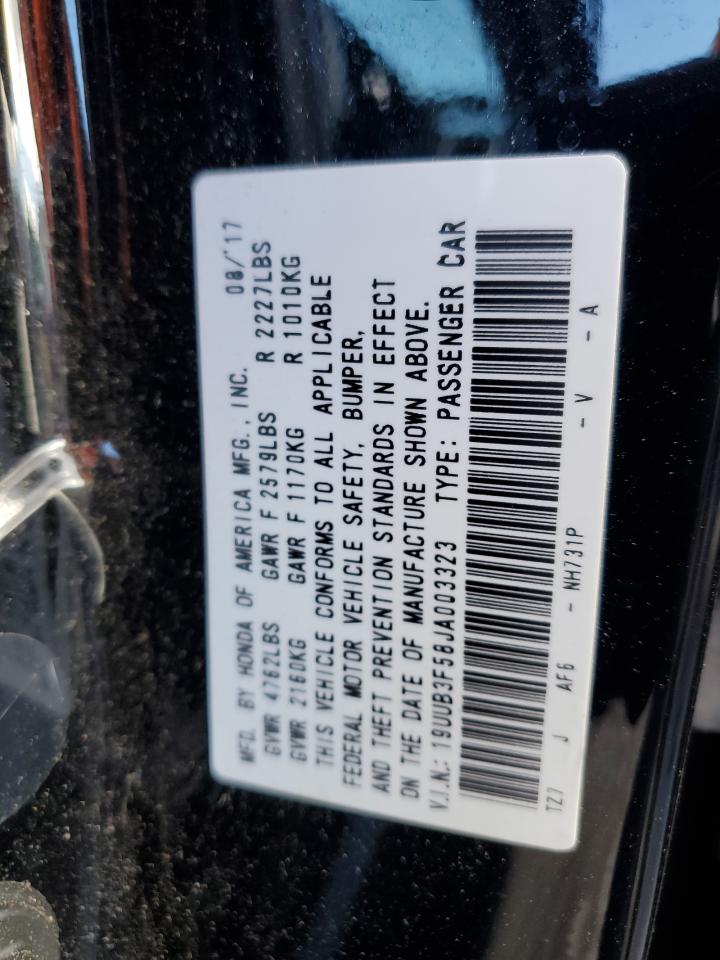 MFD. BY HONDA OF AMERICA MFG., INC. 08/'17
GVWR 4762LBS GAWR F 2579LBS R 2227LBS
GVWR 2160KG GAWR F 1170KG R 1010KG
THIS VEHICLE CONFORMS TO ALL APPLICABLE
FEDERAL MOTOR VEHICLE SAFETY, BUMPER,
AND THEFT PREVENTION STANDARDS IN EFFECT
ON THE DATE OF MANUFACTURE SHOWN ABOVE.
V.I.N.: 19UUB3F58JA003323 TYPE: PASSENGER CAR
TZ7 J AF6 - NH731P - V - A